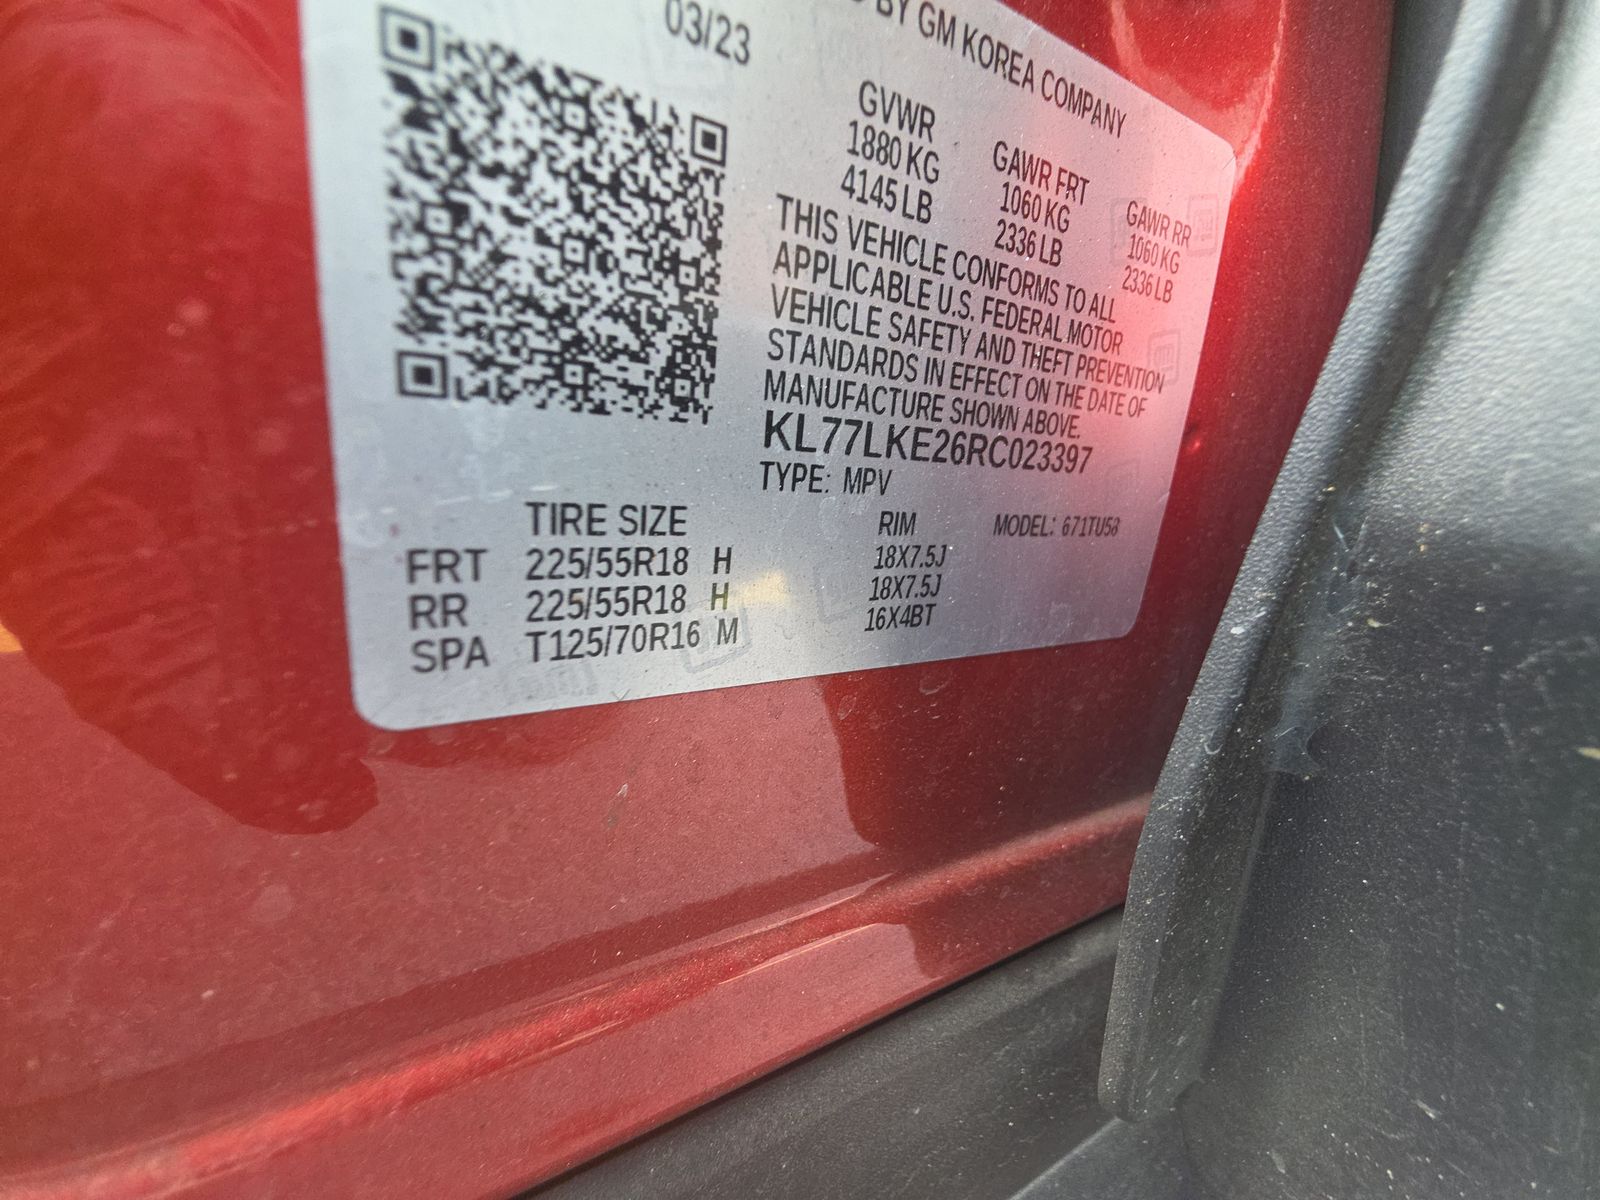 03/23
BY GM KOREA COMPANY
GVWR
1880 KG
4145 LB
GAWR FRT
1060 KG
2336 LB
GAWR RR
1060 KG
2336 LB
THIS VEHICLE CONFORMS TO ALL
APPLICABLE U.S. FEDERAL MOTOR
VEHICLE SAFETY AND THEFT PREVENTION
STANDARDS IN EFFECT ON THE DATE OF
MANUFACTURE SHOWN ABOVE.
KL77LKE26RC023397
TYPE: MPV
MODEL: 671TU58
TIRE SIZE RIM
FRT 225/55R18 H 18X7.5J
RR 225/55R18 H 18X7.5J
SPA T125/70R16 M 16X4BT